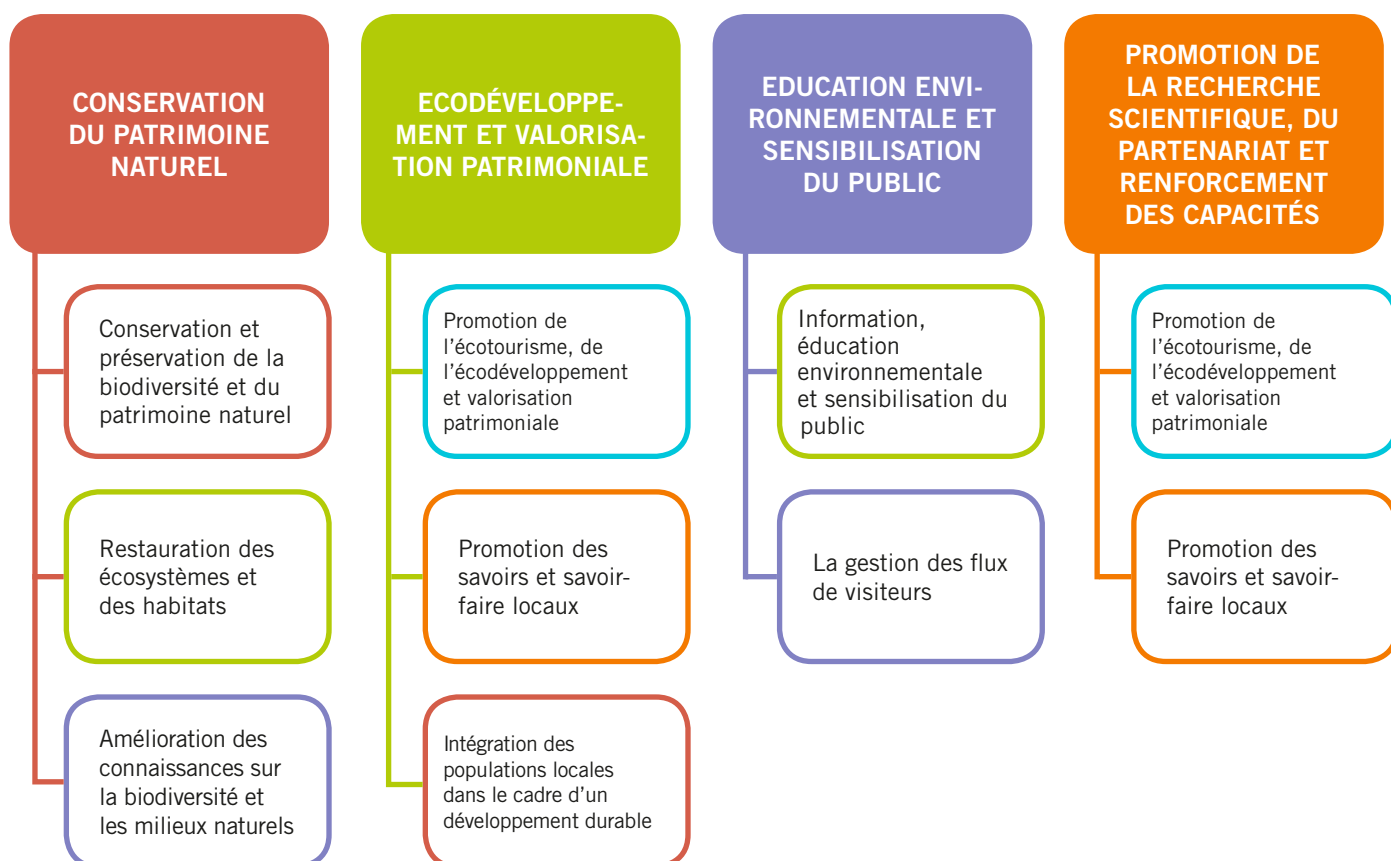 CONSERVATION
DU PATRIMOINE
NATUREL
Conservation et
préservation de la
biodiversité et du
patrimoine naturel
Restauration des
écosystèmes et
des habitats
Amélioration des
connaissances sur
la biodiversité et
les milieux naturels
ECODÉVELOPPE-
MENT ET VALORISA-
TION PATRIMONIALE
Promotion de
l’écotourisme, de
l’écodéveloppement
et valorisation
patrimoniale
Promotion des
savoirs et savoir-
faire locaux
Intégration des
populations locales
dans le cadre d’un
développement durable
EDUCATION ENVI-
RONNEMENTALE ET
SENSIBILISATION
DU PUBLIC
Information,
éducation
environnementale
et sensibilisation du
public
La gestion des flux
de visiteurs
PROMOTION DE
LA RECHERCHE
SCIENTIFIQUE, DU
PARTENARIAT ET
RENFORCEMENT
DES CAPACITÉS
Promotion de
l’écotourisme, de
l’écodéveloppement
et valorisation
patrimoniale
Promotion des
savoirs et savoir-
faire locaux